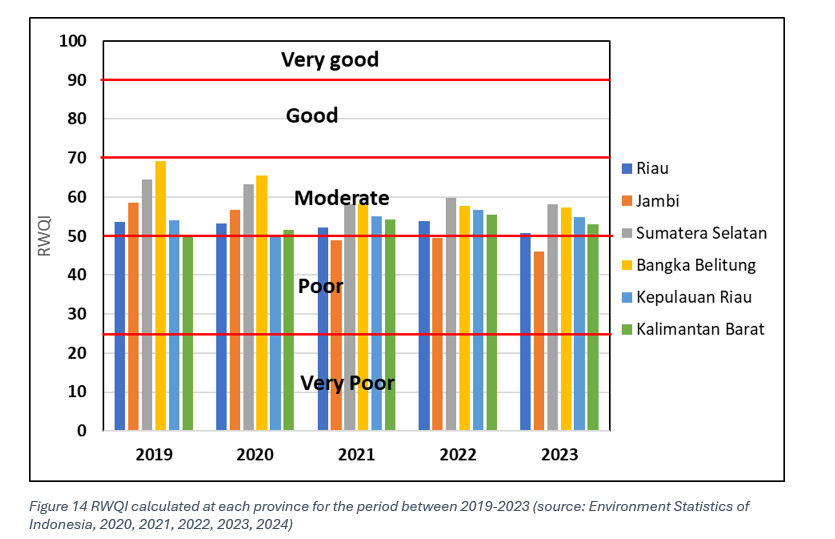 100
Very good
90
Good
80
70
Moderate
60
50
40
Poor
30
20
Very Poor
10
0
RWQI
2019 2020 2021 2022 2023
Riau
Jambi
Sumatera Selatan
Bangka Belitung
Kepulauan Riau
Kalimantan Barat
Figure 14 RWQI calculated at each province for the period between 2019-2023 (source: Environment Statistics of
Indonesia, 2020, 2021, 2022, 2023, 2024)